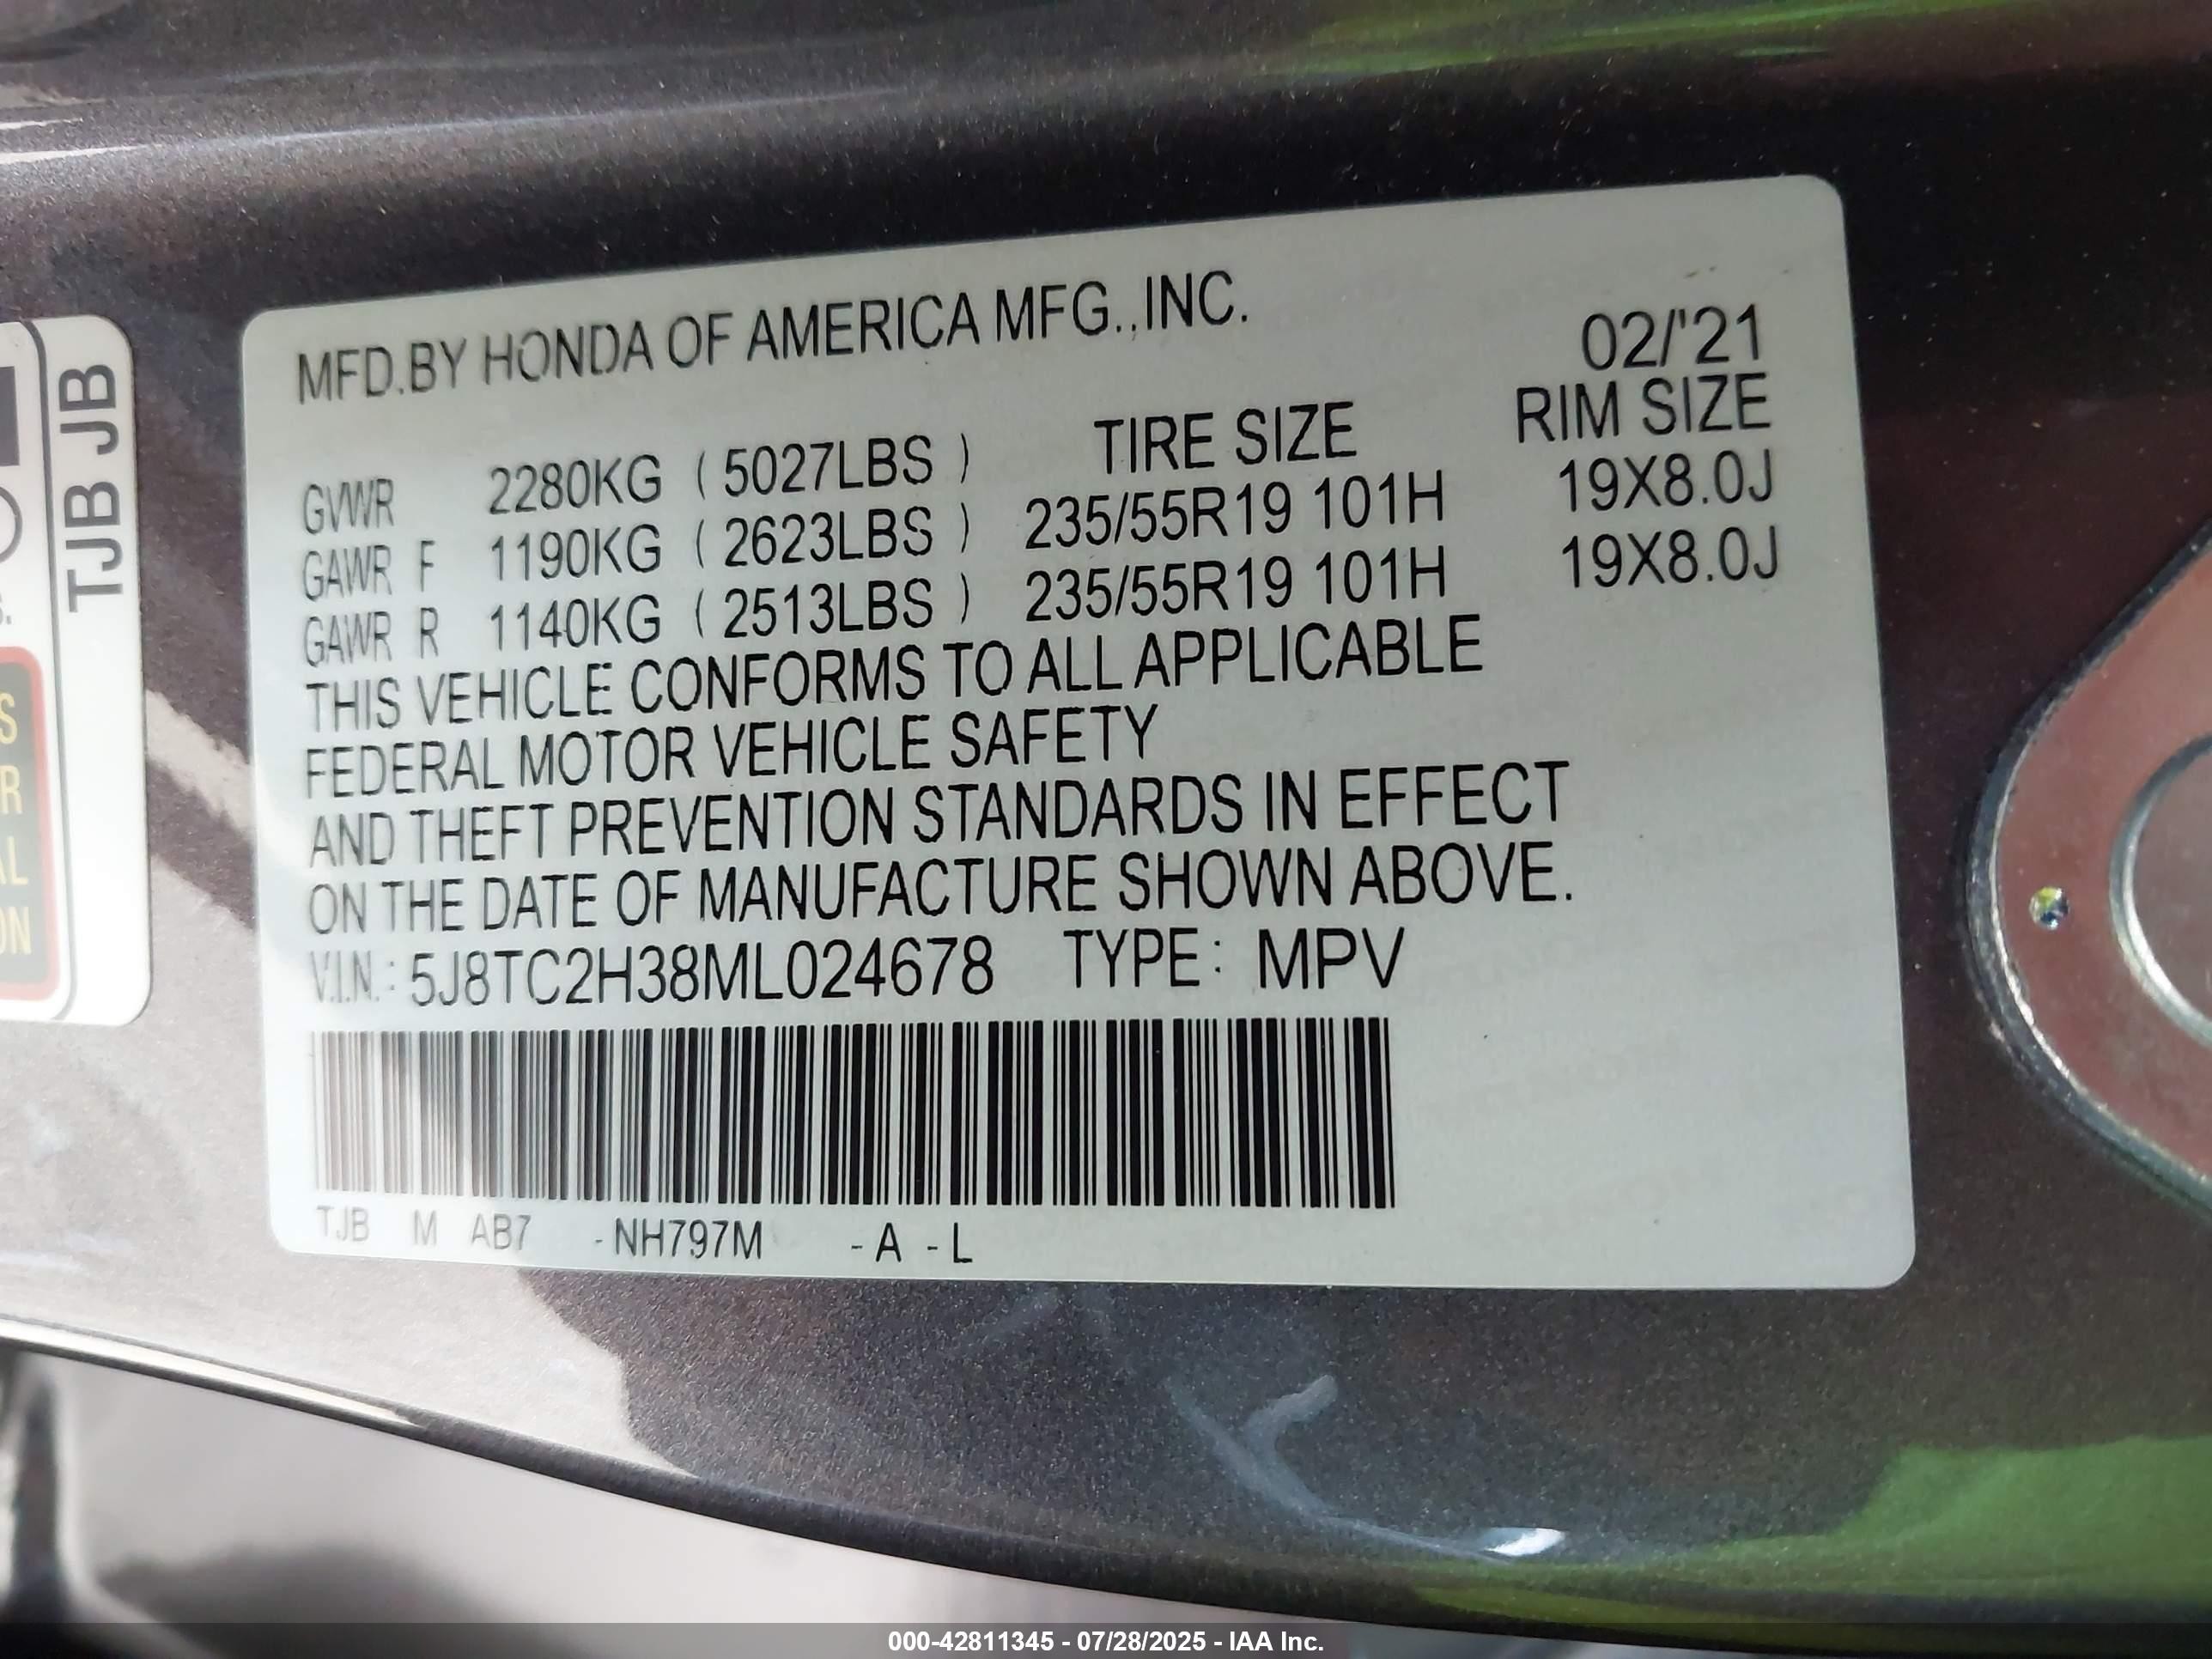 MFD.BY HONDA OF AMERICA MFG.,INC.
02/'21
GVWR 2280KG ( 5027LBS ) TIRE SIZE RIM SIZE
GAWR F 1190KG ( 2623LBS ) 235/55R19 101H 19X8.0J
GAWR R 1140KG ( 2513LBS ) 235/55R19 101H 19X8.0J
THIS VEHICLE CONFORMS TO ALL APPLICABLE
FEDERAL MOTOR VEHICLE SAFETY
AND THEFT PREVENTION STANDARDS IN EFFECT
ON THE DATE OF MANUFACTURE SHOWN ABOVE.
V.I.N.: 5J8TC2H38ML024678 TYPE: MPV
TJB M AB7 -NH797M -A -L
TJB JB
000-42811345 - 07/28/2025 - IAA Inc.